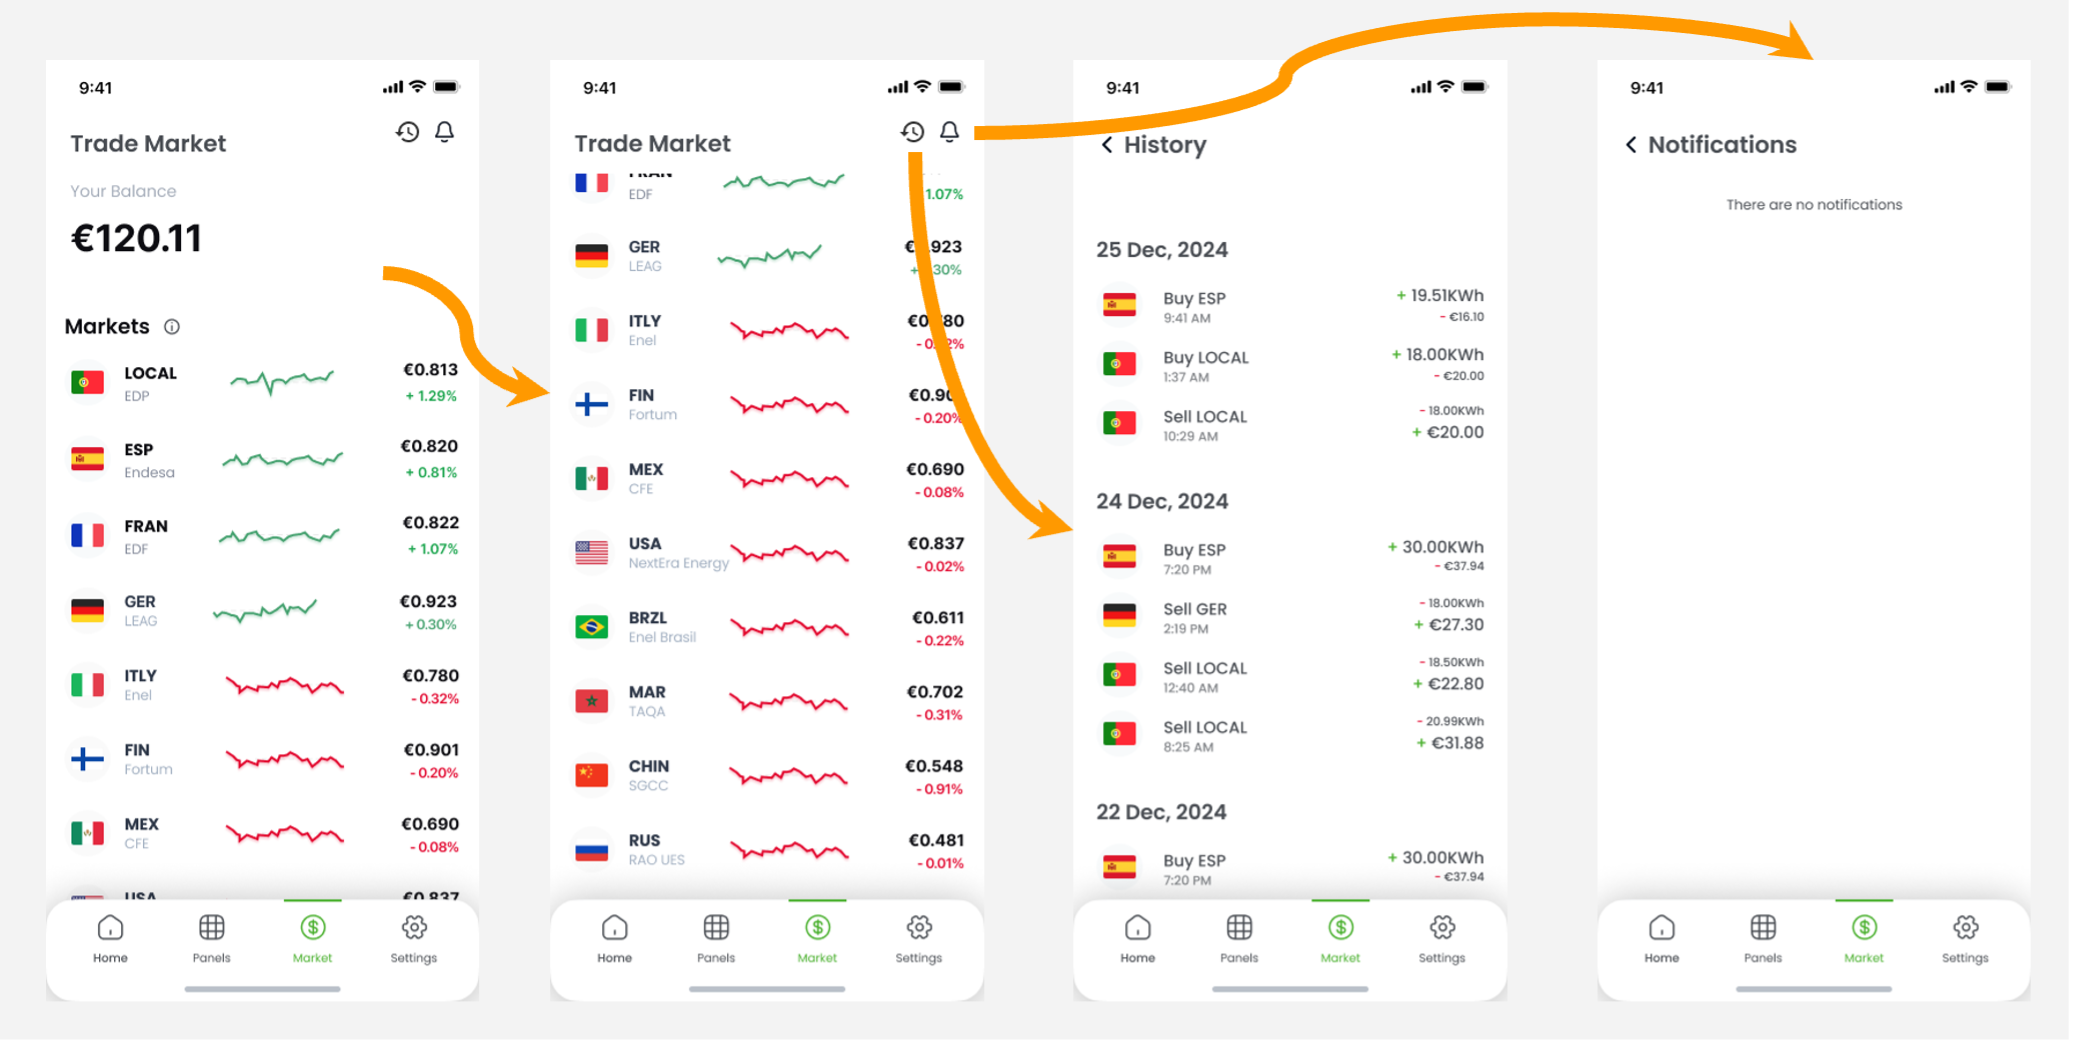 9:41
Trade Market
Your Balance
€120.11
Markets
LOCAL
€0.813
EDP
+ 1.29%
ESP
€0.820
Endesa
+ 0.81%
FRAN
€0.822
EDF
+ 1.07%
GER
€0.923
LEAG
+ 0.30%
ITLY
€0.780
Enel
- 0.32%
FIN
€0.901
Fortum
- 0.20%
MEX
€0.690
CFE
- 0.08%
USA
€0.837
Home
Panels
Market
Settings
9:41
Trade Market
FRAN
EDF
1.07%
GER
€ .923
LEAG
+ .30%
ITLY
€0.780
Enel
- 0. 2%
FIN
€0.90
Fortum
- 0.20%
MEX
€0.690
CFE
- 0.08%
USA
€0.837
NextEra Energy
- 0.02%
BRZL
€0.611
Enel Brasil
- 0.22%
MAR
€0.702
TAQA
- 0.31%
CHIN
€0.548
SGCC
- 0.91%
RUS
€0.481
RAO UES
- 0.01%
Home
Panels
Market
Settings
9:41
History
25 Dec, 2024
Buy ESP
+ 19.51KWh
9:41 AM
- €16.10
Buy LOCAL
+ 18.00KWh
1:37 AM
- €20.00
Sell LOCAL
- 18.00KWh
10:29 AM
+ €20.00
24 Dec, 2024
Buy ESP
+ 30.00KWh
7:20 PM
- €37.94
Sell GER
- 18.00KWh
2:19 PM
+ €27.30
Sell LOCAL
- 18.50KWh
12:40 AM
+ €22.80
Sell LOCAL
- 20.99KWh
8:25 AM
+ €31.88
22 Dec, 2024
Buy ESP
+ 30.00KWh
7:20 PM
- €37.94
Home
Panels
Market
Settings
9:41
Notifications
There are no notifications
Home
Panels
Market
Settings